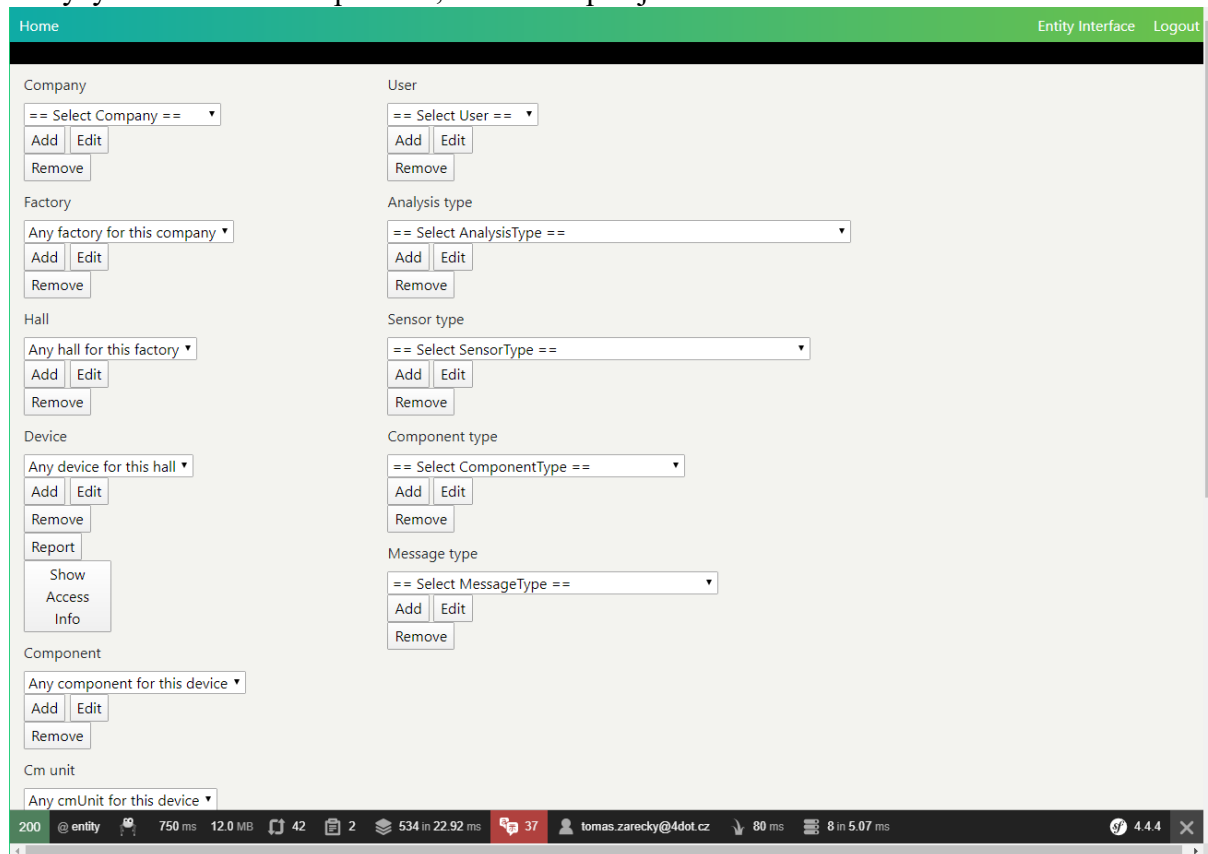 Home Entity Interface Logout
Company
== Select Company ==
Add Edit
Remove
Factory
Any factory for this company
Add Edit
Remove
Hall
Any hall for this factory
Add Edit
Remove
Device
Any device for this hall
Add Edit
Remove
Report
Show
Access
Info
Component
Any component for this device
Add Edit
Remove
Cm unit
Any cmUnit for this device
User
== Select User ==
Add Edit
Remove
Analysis type
== Select AnalysisType ==
Add Edit
Remove
Sensor type
== Select SensorType ==
Add Edit
Remove
Component type
== Select ComponentType ==
Add Edit
Remove
Message type
== Select MessageType ==
Add Edit
Remove
200 @ entity 750 ms 12.0 MB 42 2 534 in 22.92 ms 37 tomas.zarecky@4dot.cz 80 ms 8 in 5.07 ms sf 4.4.4